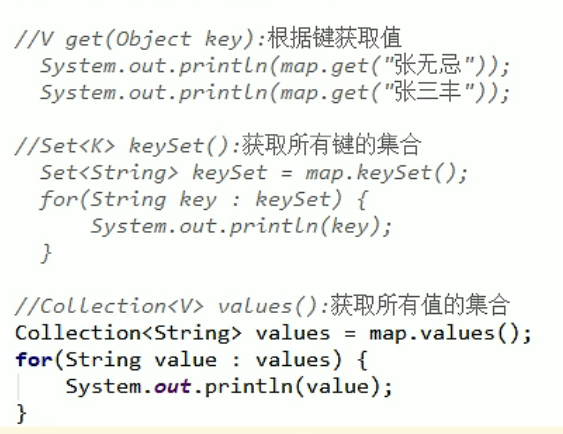 //V get(Object key):根据键获取值
  System.out.println(map.get("张无忌"));
  System.out.println(map.get("张三丰"));

//Set<K> keySet():获取所有键的集合
  Set<String> keySet = map.keySet();
  for(String key : keySet) {
      System.out.println(key);
  }

//Collection<V> values():获取所有值的集合
Collection<String> values = map.values();
for(String value : values) {
    System.out.println(value);
}